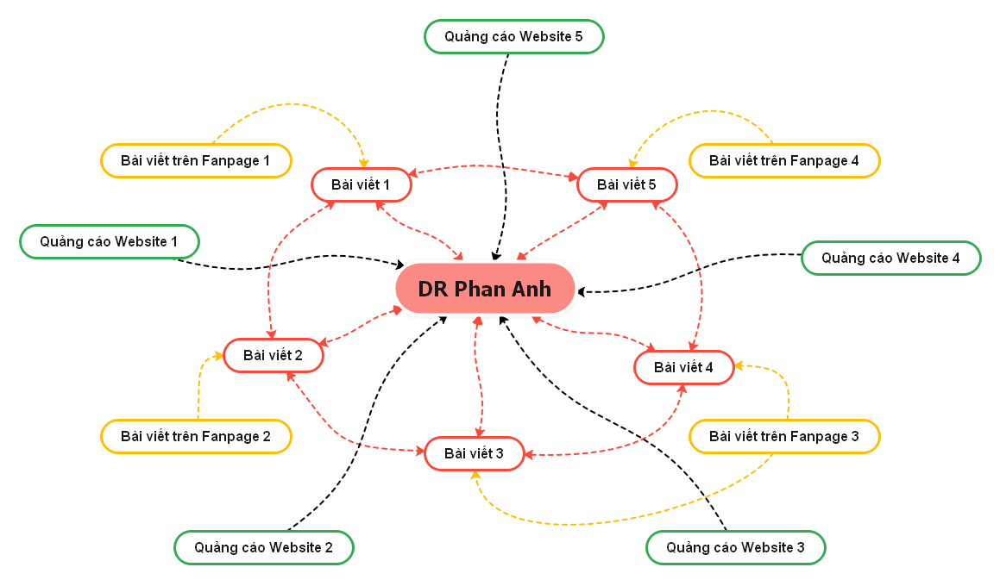 Quảng cáo Website 5
Bài viết trên Fanpage 1
Bài viết trên Fanpage 4
Bài viết 1
Bài viết 5
Quảng cáo Website 1
Quảng cáo Website 4
DR Phan Anh
Bài viết 2
Bài viết 4
Bài viết trên Fanpage 2
Bài viết trên Fanpage 3
Bài viết 3
Quảng cáo Website 2
Quảng cáo Website 3